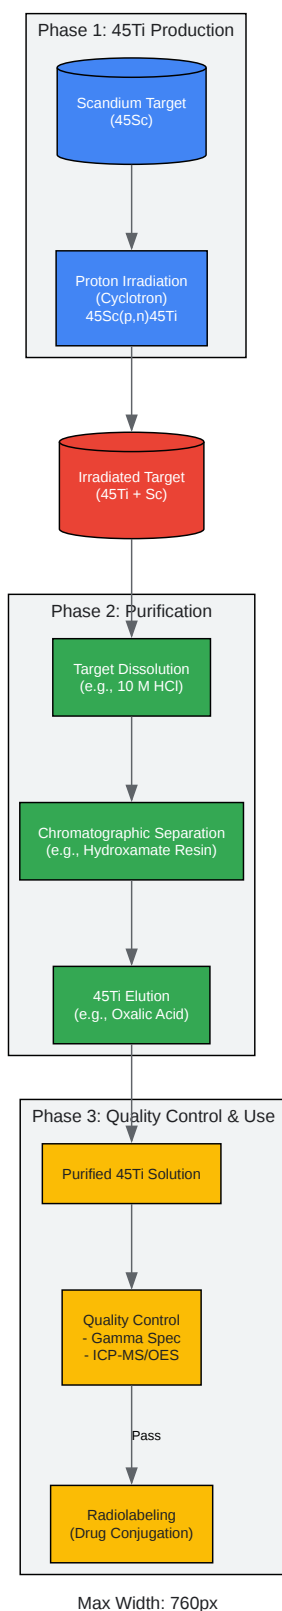 Phase 1: 45Ti Production
Scandium Target
(45Sc)
Proton Irradiation
(Cyclotron)
45Sc(p,n)45Ti
Irradiated Target
(45Ti + Sc)
Phase 2: Purification
Target Dissolution
(e.g., 10 M HCl)
Chromatographic Separation
(e.g., Hydroxamate Resin)
45Ti Elution
(e.g., Oxalic Acid)
Phase 3: Quality Control & Use
Purified 45Ti Solution
Quality Control
- Gamma Spec
- ICP-MS/OES
Pass
Radiolabeling
(Drug Conjugation)
Max Width: 760px